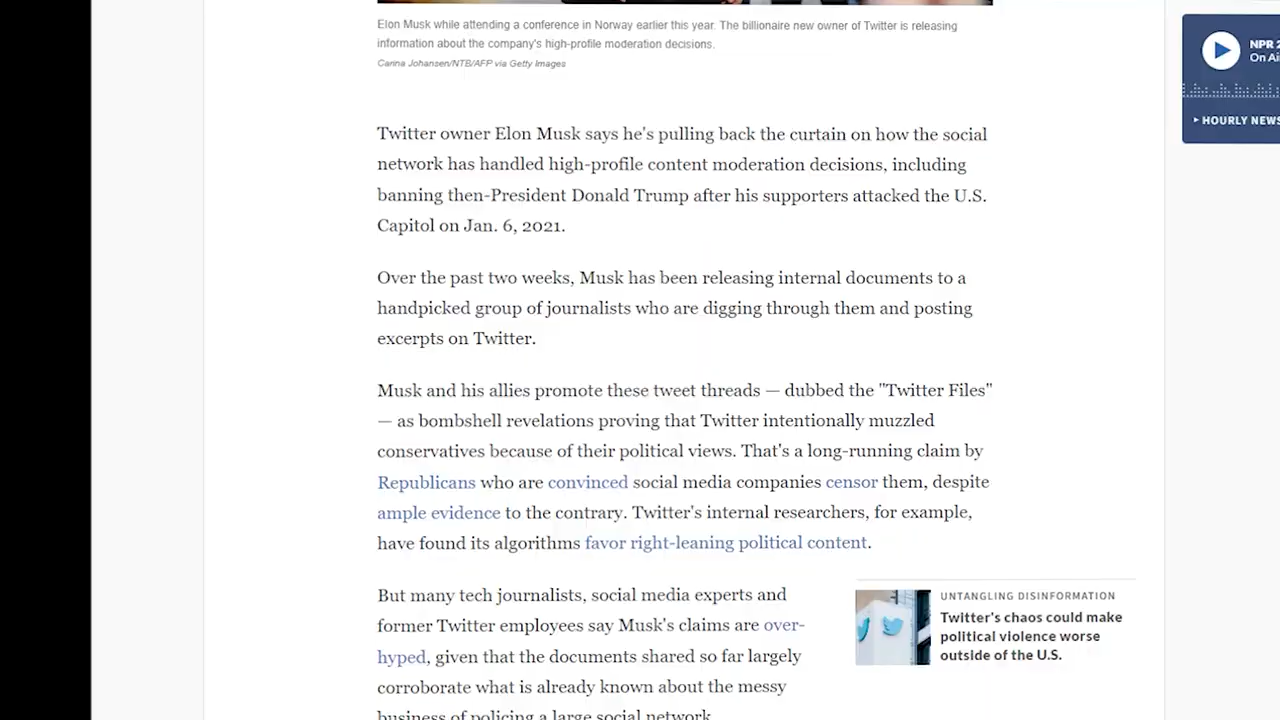 Elon Musk while attending a conference in Norway earlier this year. The billionaire new owner of Twitter is releasing
information about the company's high-profile moderation decisions.
Carina Johansen/NTB/AFP via Getty Images
NPR 2
On Ai
HOURLY NEWS
Twitter owner Elon Musk says he's pulling back the curtain on how the social
network has handled high-profile content moderation decisions, including
banning then-President Donald Trump after his supporters attacked the U.S.
Capitol on Jan. 6, 2021.
Over the past two weeks, Musk has been releasing internal documents to a
handpicked group of journalists who are digging through them and posting
excerpts on Twitter.
Musk and his allies promote these tweet threads — dubbed the "Twitter Files"
— as bombshell revelations proving that Twitter intentionally muzzled
conservatives because of their political views. That's a long-running claim by
Republicans who are convinced social media companies censor them, despite
ample evidence to the contrary. Twitter's internal researchers, for example,
have found its algorithms favor right-leaning political content.
But many tech journalists, social media experts and
former Twitter employees say Musk's claims are over-
hyped, given that the documents shared so far largely
corroborate what is already known about the messy
business of policing a large social network.
UNTANGLING DISINFORMATION
Twitter's chaos could make
political violence worse
outside of the U.S.